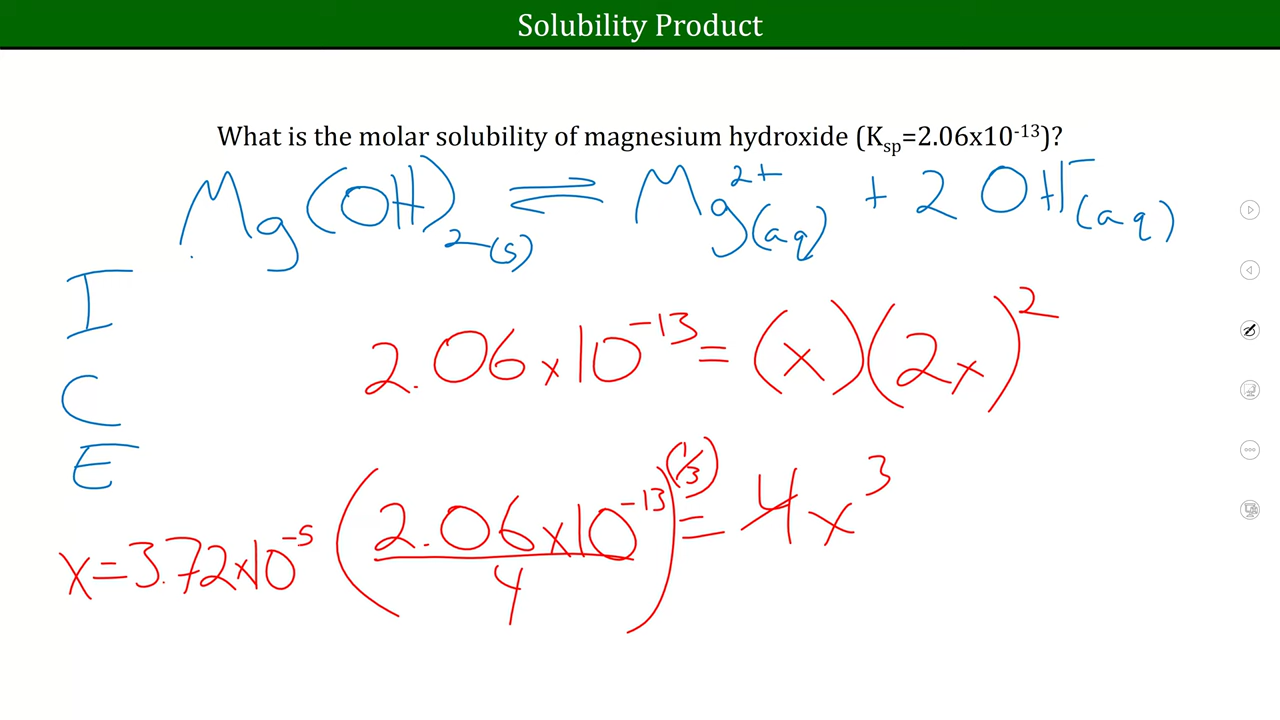 Solubility Product
What is the molar solubility of magnesium hydroxide (Ksp=2.06x10⁻¹³)?
Mg(OH)₂(s) ⇌ Mg²⁺(aq) + 2 OH⁻(aq)
I
2.06x10⁻¹³ = (x)(2x)²
C
E
(2.06x10⁻¹³/4)^(1/3) = 4x³
x=3.72x10⁻⁵